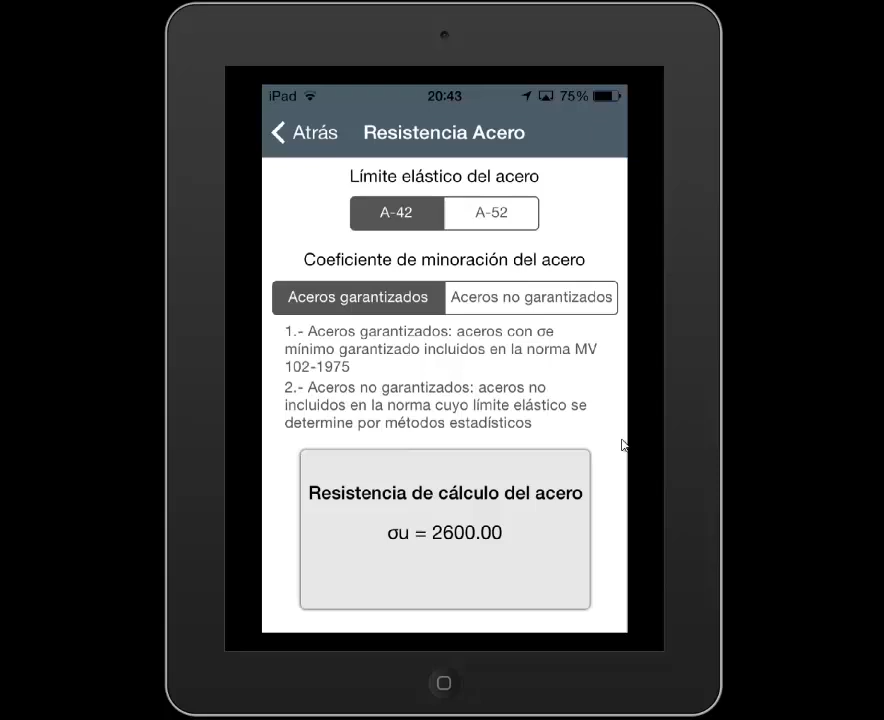 iPad 20:43 75%
Atrás Resistencia Acero
Límite elástico del acero
A-42 A-52
Coeficiente de minoración del acero
Aceros garantizados Aceros no garantizados
1.- Aceros garantizados: aceros con σe
mínimo garantizado incluidos en la norma MV
102-1975
2.- Aceros no garantizados: aceros no
incluidos en la norma cuyo límite elástico se
determine por métodos estadísticos
Resistencia de cálculo del acero
σu = 2600.00